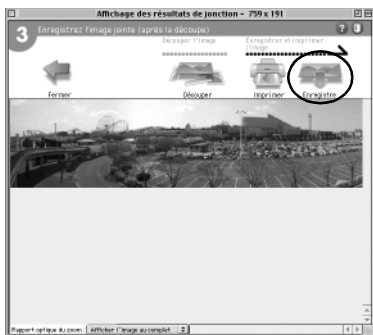 Affichage des résultats de jonction - 759 x 191
3 Enregistrez l'image jointe (après la découpe)
Découper l'image
Enregistrer et imprimer l'image
Fermer
Découper
Imprimer
Enregistre
Rapport optique du zoom: Afficher l'image au complet